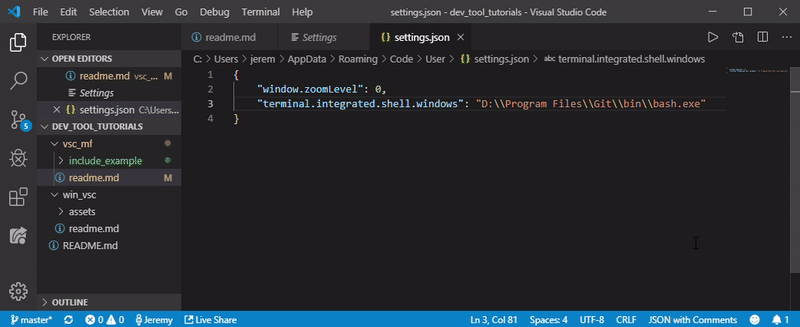 File Edit Selection View Go Debug Terminal Help settings.json - dev_tool_tutorials - Visual Studio Code
EXPLORER
OPEN EDITORS
readme.md vsc_... M
Settings
settings.json C:\Users...
DEV_TOOL_TUTORIALS
vsc_mf
include_example
readme.md M
win_vsc
assets
readme.md
README.md
OUTLINE
readme.md Settings settings.json
C: > Users > jerem > AppData > Roaming > Code > User > {} settings.json > abc terminal.integrated.shell.windows
1 {
2 "window.zoomLevel": 0,
3 "terminal.integrated.shell.windows": "D:\\Program Files\\Git\\bin\\bash.exe"
4 }
5
master* 0 0 Jeremy Live Share Ln 3, Col 81 Spaces: 4 UTF-8 CRLF JSON with Comments 1